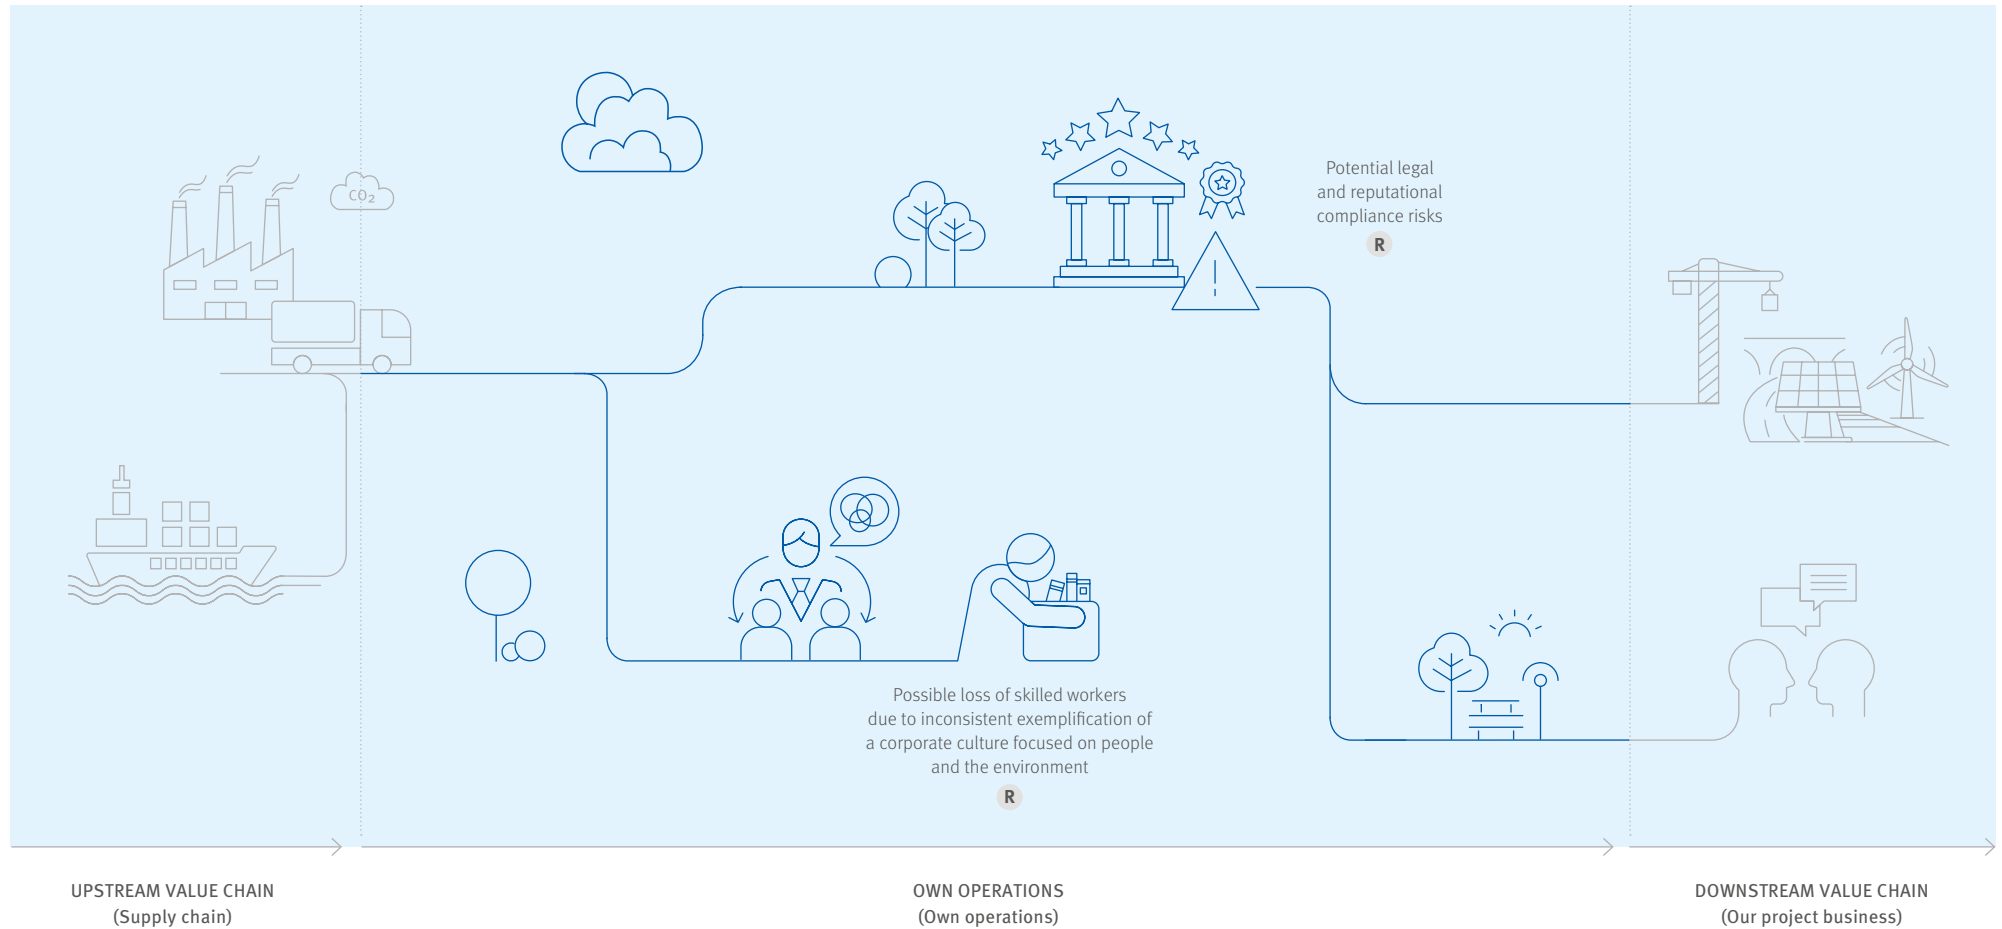 CO2
Potential legal
and reputational
compliance risks
R
Possible loss of skilled workers
due to inconsistent exemplification of
a corporate culture focused on people
and the environment
R
UPSTREAM VALUE CHAIN
(Supply chain)
OWN OPERATIONS
(Own operations)
DOWNSTREAM VALUE CHAIN
(Our project business)